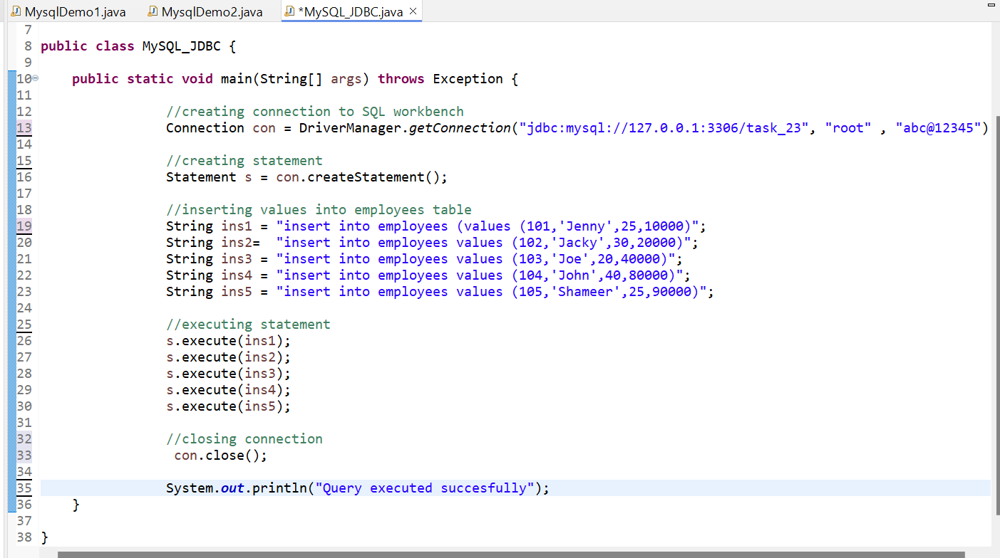 MysqlDemo1.java MysqlDemo2.java *MySQL_JDBC.java
7
8 public class MySQL_JDBC {
9
10 public static void main(String[] args) throws Exception {
11
12 //creating connection to SQL workbench
13 Connection con = DriverManager.getConnection("jdbc:mysql://127.0.0.1:3306/task_23", "root" , "abc@12345")
14
15 //creating statement
16 Statement s = con.createStatement();
17
18 //inserting values into employees table
19 String ins1 = "insert into employees (values (101,'Jenny',25,10000)";
20 String ins2=  "insert into employees values (102,'Jacky',30,20000)";
21 String ins3 = "insert into employees values (103,'Joe',20,40000)";
22 String ins4 = "insert into employees values (104,'John',40,80000)";
23 String ins5 = "insert into employees values (105,'Shameer',25,90000)";
24
25 //executing statement
26 s.execute(ins1);
27 s.execute(ins2);
28 s.execute(ins3);
29 s.execute(ins4);
30 s.execute(ins5);
31
32 //closing connection
33 con.close();
34
35 System.out.println("Query executed succesfully");
36 }
37
38 }